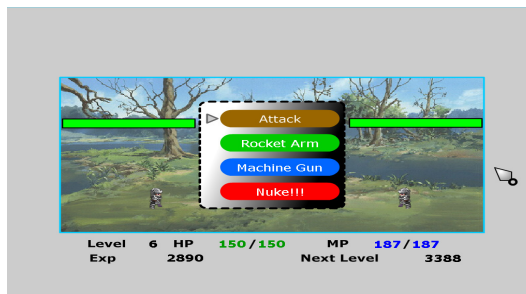 Attack
Rocket Arm
Machine Gun
Nuke!!!
Level 6 HP 150/150 MP 187/187
Exp 2890 Next Level 3388